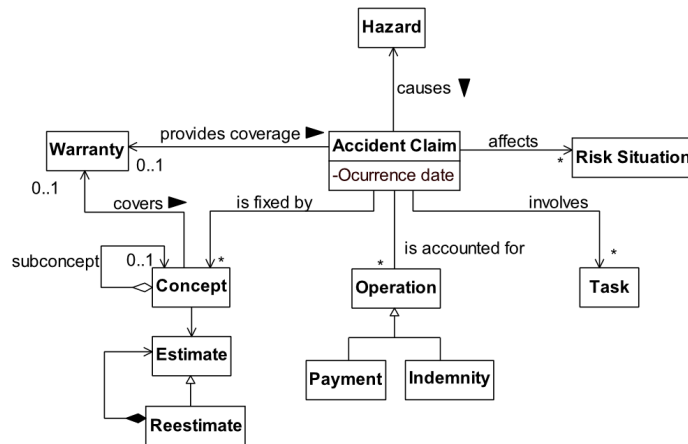 Hazard
causes
Warranty
provides coverage
Accident Claim
affects
Risk Situation
0..1
*
-Ocurrence date
0..1
covers
is fixed by
involves
subconcept
0..1
*
is accounted for
*
*
Concept
Operation
Task
Estimate
Payment
Indemnity
Reestimate